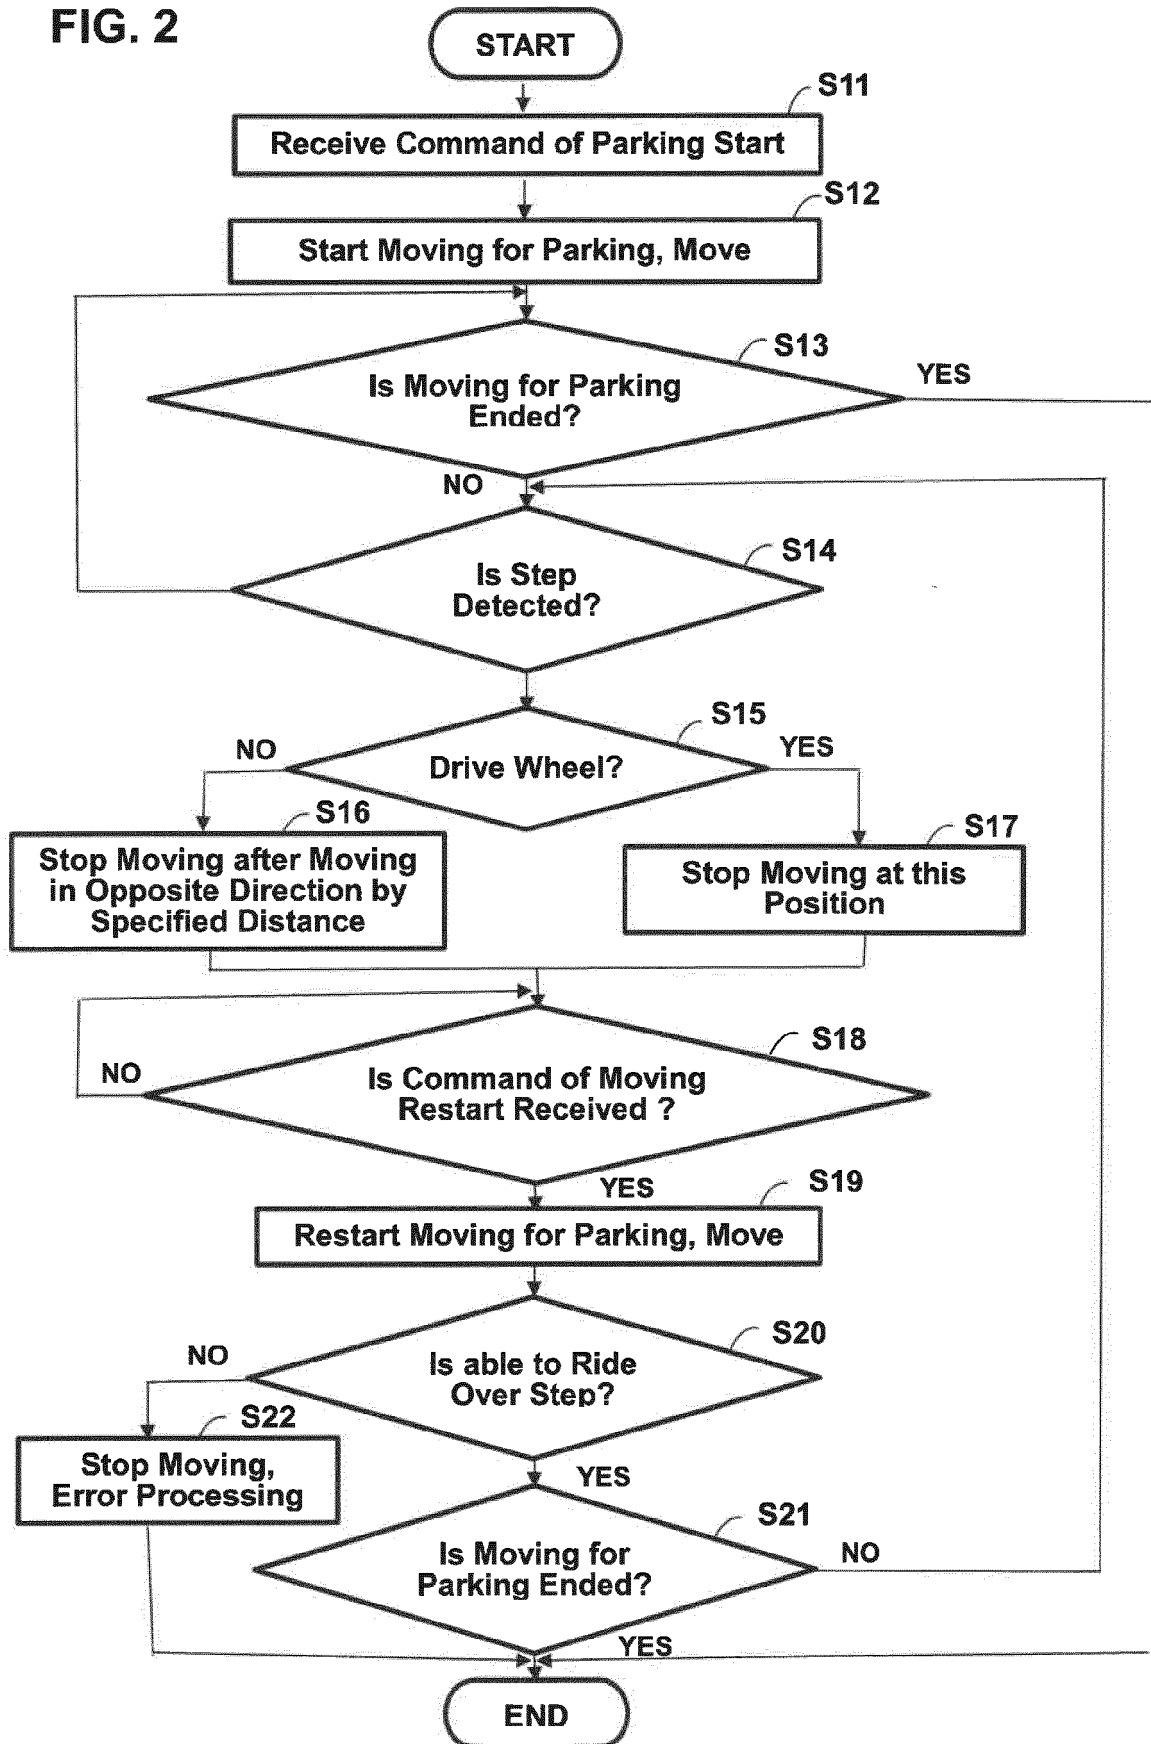 FIG. 2
START
S11
Receive Command of Parking Start
S12
Start Moving for Parking, Move
S13
Is Moving for Parking
Ended?
YES
NO
S14
Is Step
Detected?
S15
Drive Wheel?
NO
YES
S16
Stop Moving after Moving
in Opposite Direction by
Specified Distance
S17
Stop Moving at this
Position
S18
Is Command of Moving
Restart Received ?
NO
YES
S19
Restart Moving for Parking, Move
S20
Is able to Ride
Over Step?
NO
S22
Stop Moving,
Error Processing
YES
S21
Is Moving for
Parking Ended?
NO
YES
END